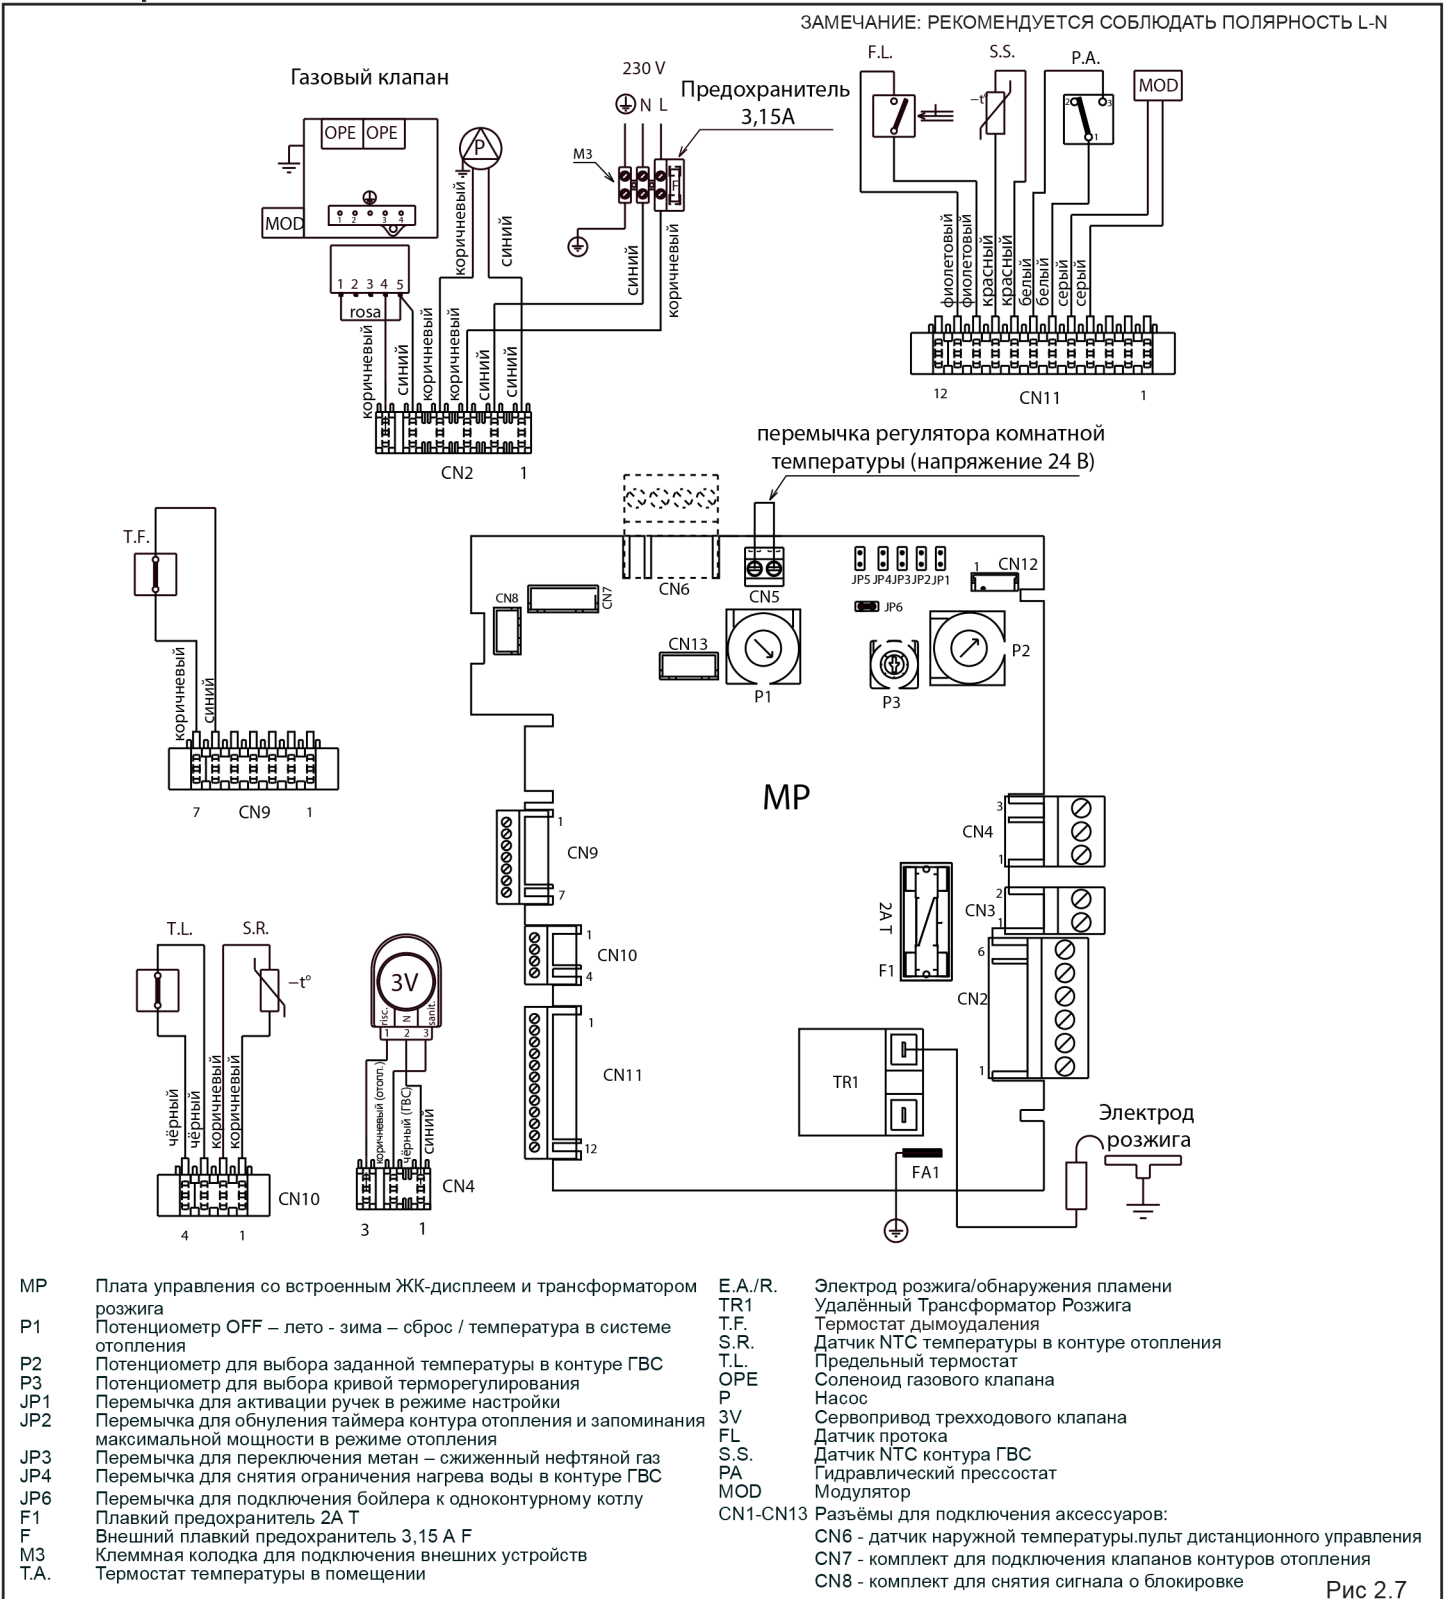 ЗАМЕЧАНИЕ: РЕКОМЕНДУЕТСЯ СОБЛЮДАТЬ ПОЛЯРНОСТЬ L-N
Газовый клапан
230 V
N L
Предохранитель
3,15А
M3
F
OPE OPE
MOD
1 2 3 4
P
1 2 3 4 5
rosa
коричневый
синий
коричневый
синий
коричневый
коричневый
синий
синий
синий
коричневый
CN2 1
F.L.
S.S.
P.A.
MOD
–t°
2 3
1
фиолетовый
фиолетовый
красный
красный
белый
белый
серый
серый
12 CN11 1
перемычка регулятора комнатной
температуры (напряжение 24 В)
T.F.
коричневый
синий
7 CN9 1
CN6
CN5
CN8
CN7
CN13
P1
JP5 JP4 JP3 JP2 JP1
JP6
1 CN12
P2
P3
MP
1
CN9
7
1
CN10
4
1
CN11
12
3
CN4
1
2
CN3
1
6
CN2
1
2A T
F1
TR1
FA1
Электрод
розжига
T.L.
S.R.
–t°
чёрный
чёрный
коричневый
коричневый
CN10
4 1
3V
risc.
N
sanit.
1 2 3
коричневый (отопл.)
чёрный (ГВС)
синий
CN4
3 1
MP Плата управления со встроенным ЖК-дисплеем и трансформатором
розжига
P1 Потенциометр OFF – лето - зима – сброс / температура в системе
отопления
P2 Потенциометр для выбора заданной температуры в контуре ГВС
P3 Потенциометр для выбора кривой терморегулирования
JP1 Перемычка для активации ручек в режиме настройки
JP2 Перемычка для обнуления таймера контура отопления и запоминания
максимальной мощности в режиме отопления
JP3 Перемычка для переключения метан – сжиженный нефтяной газ
JP4 Перемычка для снятия ограничения нагрева воды в контуре ГВС
JP6 Перемычка для подключения бойлера к одноконтурному котлу
F1 Плавкий предохранитель 2А Т
F Внешний плавкий предохранитель 3,15 А F
M3 Клеммная колодка для подключения внешних устройств
T.A. Термостат температуры в помещении
E.A./R. Электрод розжига/обнаружения пламени
TR1 Удалённый Трансформатор Розжига
T.F. Термостат дымоудаления
S.R. Датчик NTC температуры в контуре отопления
T.L. Предельный термостат
OPE Соленоид газового клапана
P Насос
3V Сервопривод трехходового клапана
FL Датчик протока
S.S. Датчик NTC контура ГВС
PA Гидравлический прессостат
MOD Модулятор
CN1-CN13 Разъёмы для подключения аксессуаров:
CN6 - датчик наружной температуры.пульт дистанционного управления
CN7 - комплект для подключения клапанов контуров отопления
CN8 - комплект для снятия сигнала о блокировке
Рис 2.7